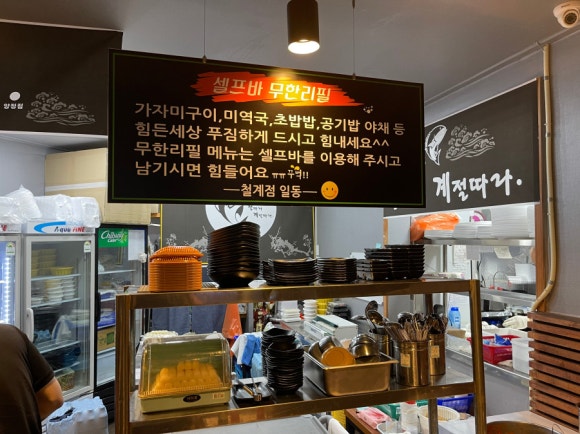 양정점
셀프바 무한리필
가자미구이,미역국,초밥밥,공기밥 야채 등
힘든세상 푸짐하게 드시고 힘내세요^^
무한리필 메뉴는 셀프바를 이용해 주시고
남기시면 힘들어요 ㅠㅠ꾸벅!!
—철계점 일동—
계절따라.
Chilsung